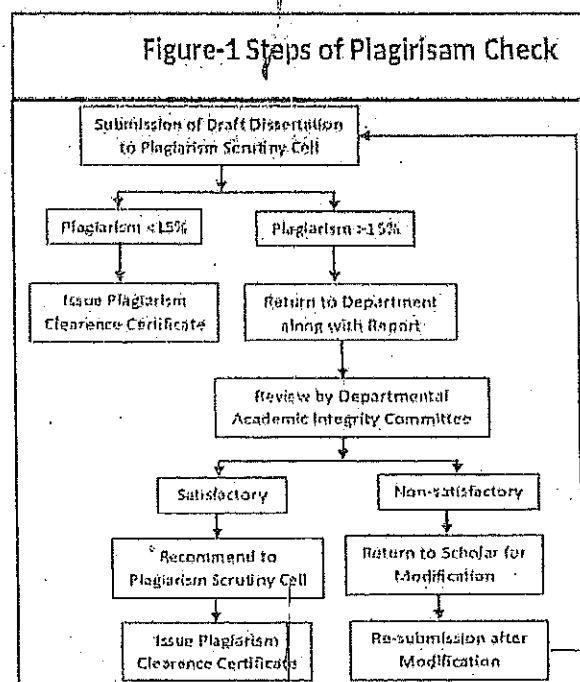 Figure-1 Steps of Plagirisam Check
Submission of Draft Dissertation
to Plagiarism Scrutiny Cell
Plagiarism <15%
Plagiarism >15%
Issue Plagiarism
Clearence Certificate
Return to Department
along with Report
Review by Departmental
Academic Integrity Committee
Satisfactory
Non-satisfactory
Recommend to
Plagiarism Scrutiny Cell
Return to Scholar for
Modification
Issue Plagiarism
Clearence Certificate
Re-submission after
Modification